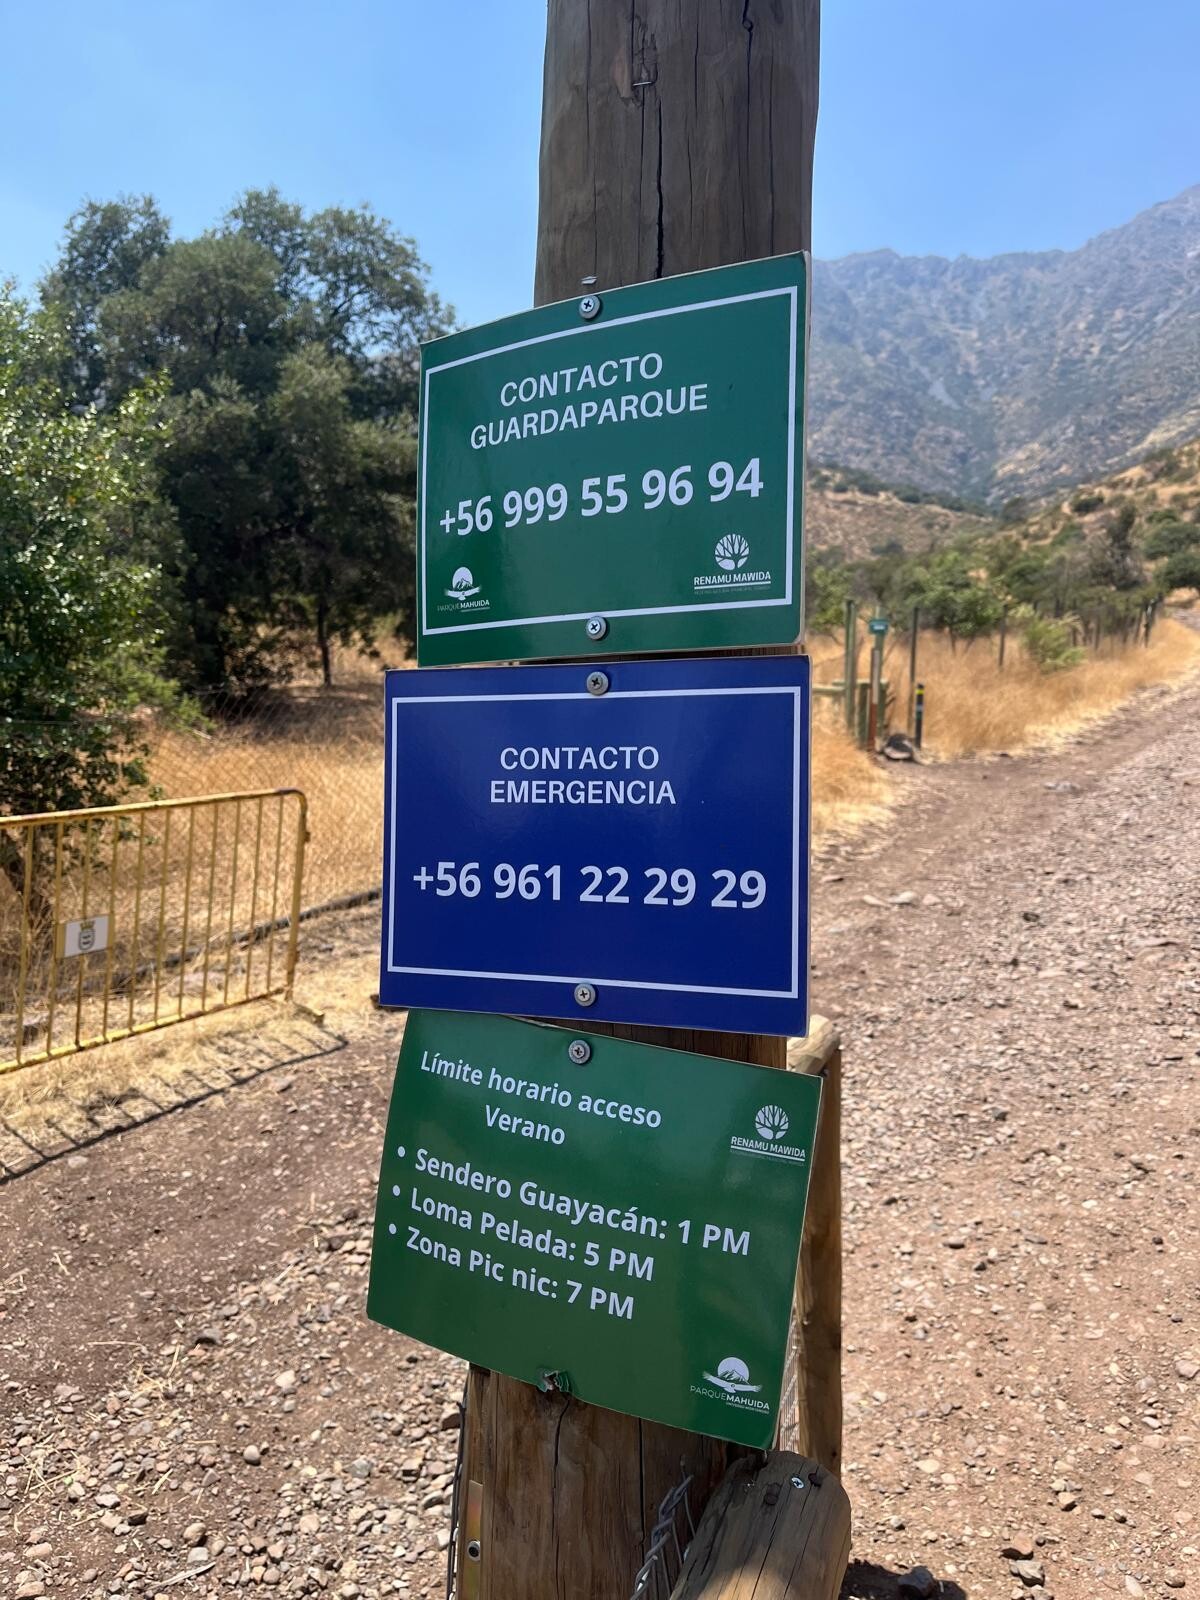 CONTACTO
GUARDAPARQUE
+56 999 55 96 94
PARQUEMAHUIDA
RENAMU MAWIDA
CONTACTO
EMERGENCIA
+56 961 22 29 29
Límite horario acceso
Verano
RENAMU MAWIDA
• Sendero Guayacán: 1 PM
• Loma Pelada: 5 PM
• Zona Pic nic: 7 PM
PARQUEMAHUIDA